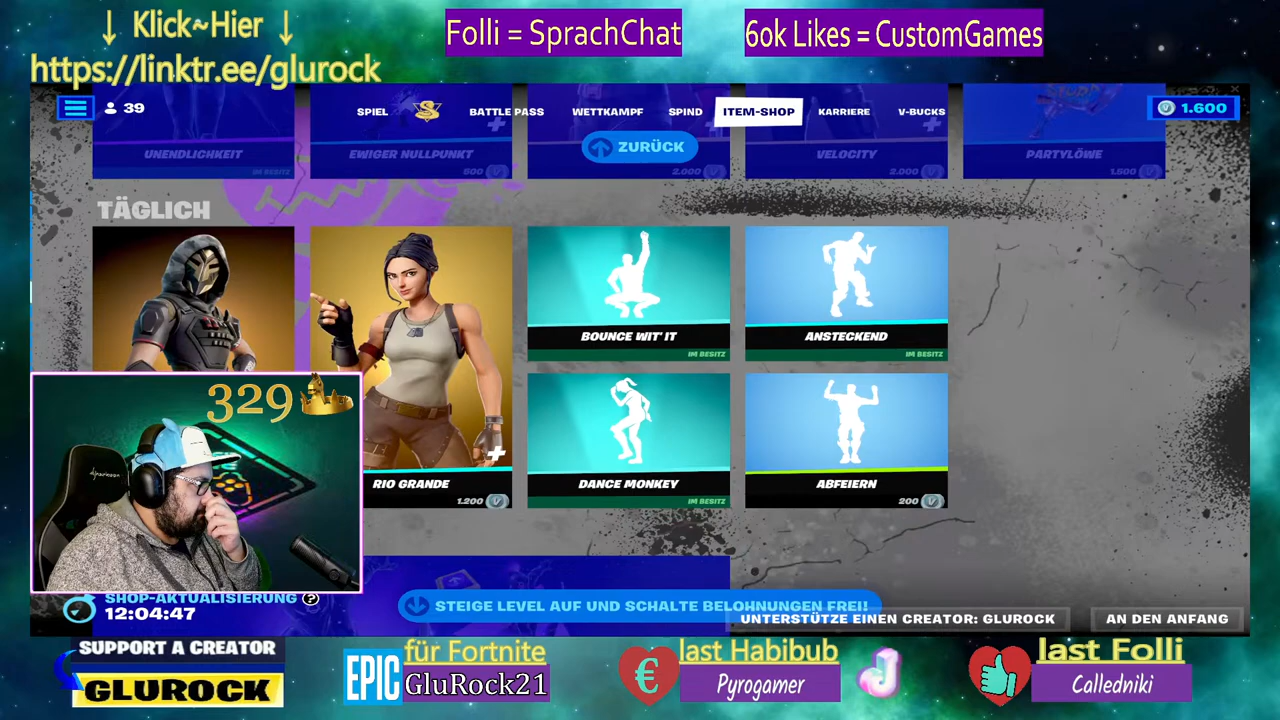 ↓ Klick~Hier ↓
https://linktr.ee/glurock
Folli = SprachChat
60k Likes = CustomGames
39
SPIEL
BATTLE PASS
WETTKAMPF
SPIND
ITEM-SHOP
KARRIERE
V-BUCKS
1.600
ZURÜCK
UNENDLICHKEIT
IM BESITZ
EWIGER NULLPUNKT
500
2.000
VELOCITY
2.000
PARTYLÖWE
1.500
TÄGLICH
BOUNCE WIT' IT
IM BESITZ
ANSTECKEND
IM BESITZ
RIO GRANDE
1.200
DANCE MONKEY
IM BESITZ
ABFEIERN
200
329
SHOP-AKTUALISIERUNG ?
12:04:47
STEIGE LEVEL AUF UND SCHALTE BELOHNUNGEN FREI!
UNTERSTÜTZE EINEN CREATOR: GLUROCK
AN DEN ANFANG
SUPPORT A CREATOR
GLUROCK
EPIC
für Fortnite
GluRock21
€
last Habibub
Pyrogamer
last Folli
Calledniki